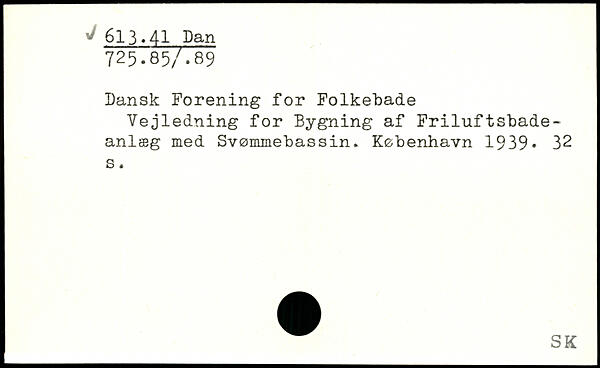 613.41 Dan
725.85/.89
Dansk Forening for Folkebade
Vejledning for Bygning af Friluftsbade-
anlæg med Svømmebassin. København 1939. 32
s.
SK